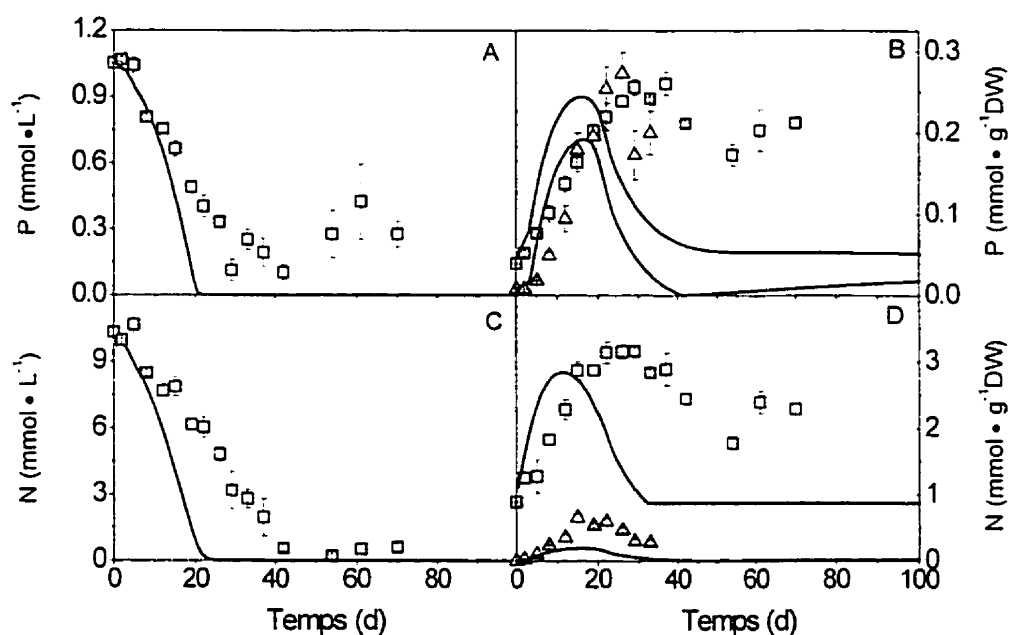 A
B
P (mmol•L⁻¹)
1.2
0.9
0.6
0.3
0.0
0.3
0.2
0.1
0.0
P (mmol•g⁻¹DW)
C
D
N (mmol•L⁻¹)
9
6
3
0
3
2
1
0
N (mmol•g⁻¹DW)
0 20 40 60 80
0 20 40 60 80 100
Temps (d)
Temps (d)